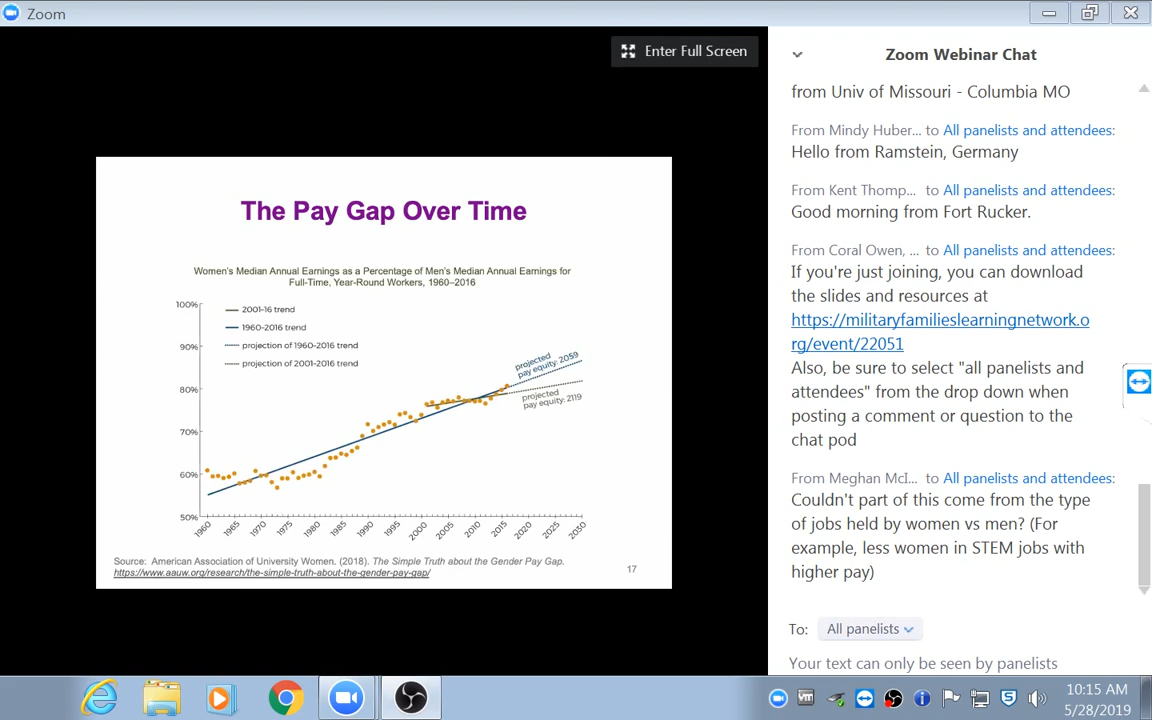 Zoom
Enter Full Screen
The Pay Gap Over Time
Women's Median Annual Earnings as a Percentage of Men's Median Annual Earnings for
Full-Time, Year-Round Workers, 1960–2016
100%
90%
80%
70%
60%
50%
2001-16 trend
1960-2016 trend
projection of 1960-2016 trend
projection of 2001-2016 trend
projected
pay equity: 2059
projected
pay equity: 2119
1960 1965 1970 1975 1980 1985 1990 1995 2000 2005 2010 2015 2020 2025 2030
Source: American Association of University Women. (2018). The Simple Truth about the Gender Pay Gap.
https://www.aauw.org/research/the-simple-truth-about-the-gender-pay-gap/
17
Zoom Webinar Chat
from Univ of Missouri - Columbia MO
From Mindy Huber... to All panelists and attendees:
Hello from Ramstein, Germany
From Kent Thomp... to All panelists and attendees:
Good morning from Fort Rucker.
From Coral Owen, ... to All panelists and attendees:
If you're just joining, you can download
the slides and resources at
https://militaryfamilieslearningnetwork.o
rg/event/22051
Also, be sure to select "all panelists and
attendees" from the drop down when
posting a comment or question to the
chat pod
From Meghan McI... to All panelists and attendees:
Couldn't part of this come from the type
of jobs held by women vs men? (For
example, less women in STEM jobs with
higher pay)
To: All panelists
Your text can only be seen by panelists
10:15 AM
5/28/2019